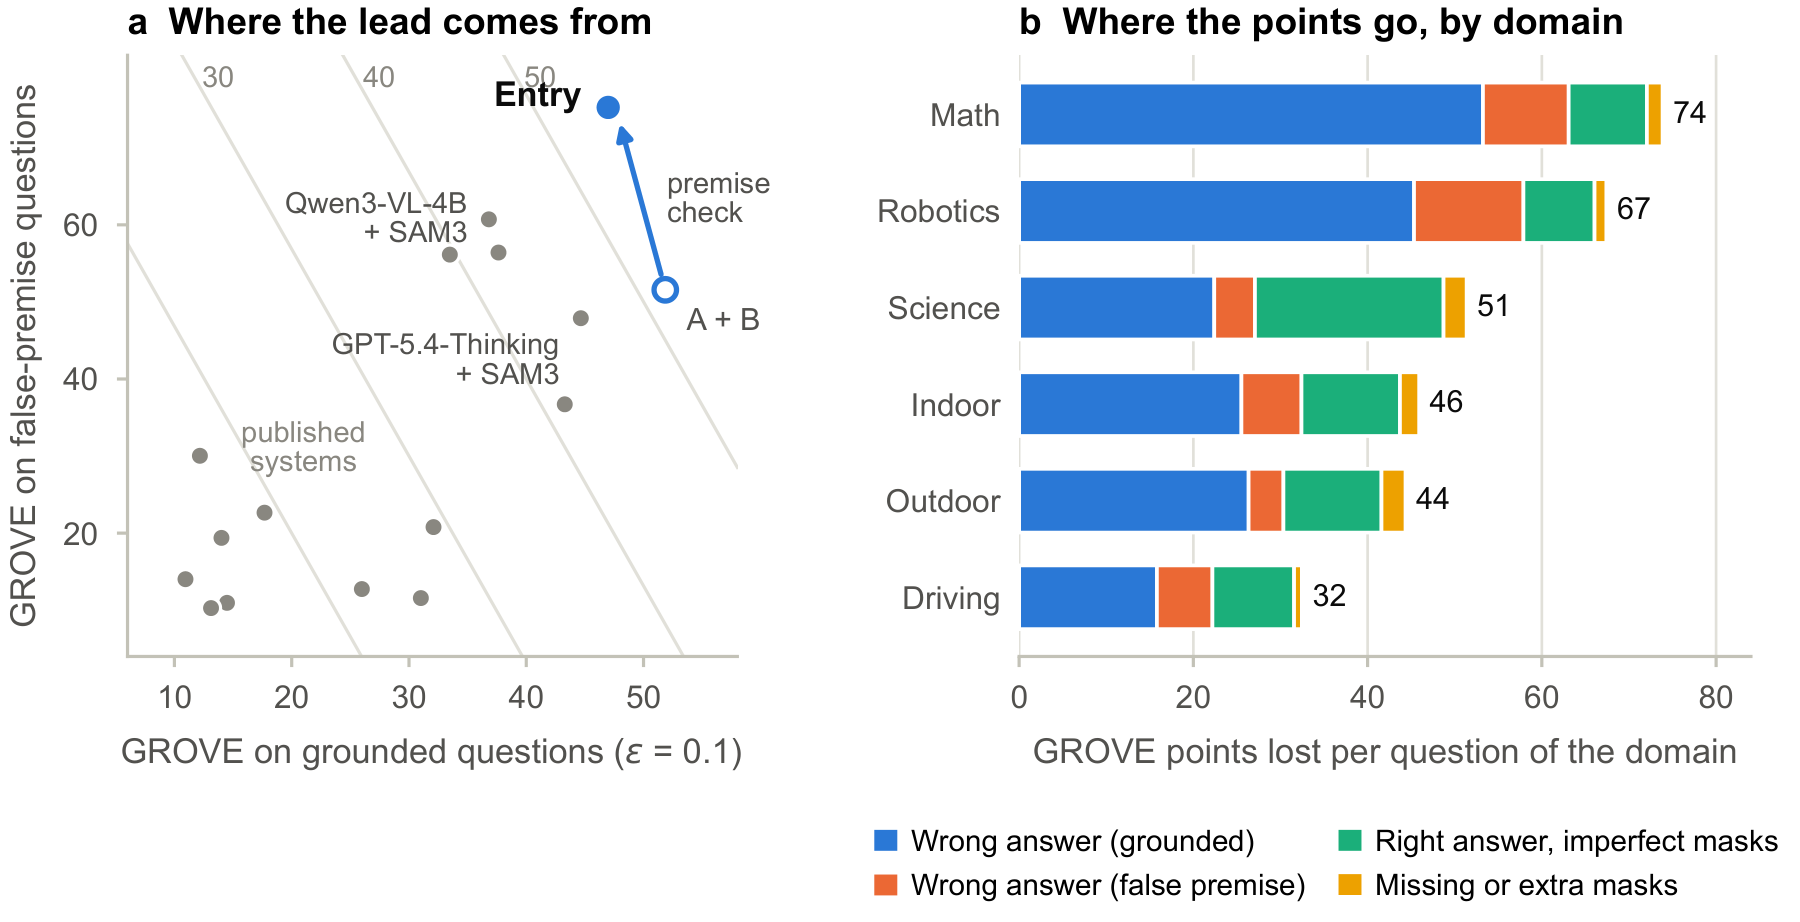 a Where the lead comes from
GROVE on false-premise questions
60
40
20
30
40
50
Entry
premise
check
Qwen3-VL-4B
+ SAM3
A + B
GPT-5.4-Thinking
+ SAM3
published
systems
10 20 30 40 50
GROVE on grounded questions (ε = 0.1)
b Where the points go, by domain
Math 74
Robotics 67
Science 51
Indoor 46
Outdoor 44
Driving 32
0 20 40 60 80
GROVE points lost per question of the domain
Wrong answer (grounded)
Wrong answer (false premise)
Right answer, imperfect masks
Missing or extra masks